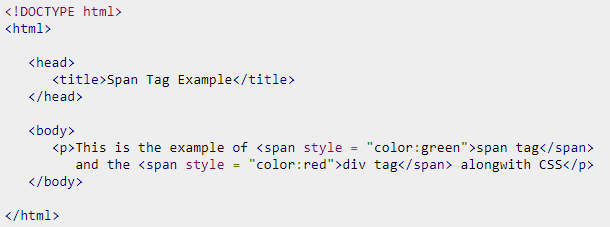 <!DOCTYPE html>
<html>
<head>
<title>Span Tag Example</title>
</head>
<body>
<p>This is the example of <span style = "color:green">span tag</span>
and the <span style = "color:red">div tag</span> alongwith CSS</p>
</body>
</html>